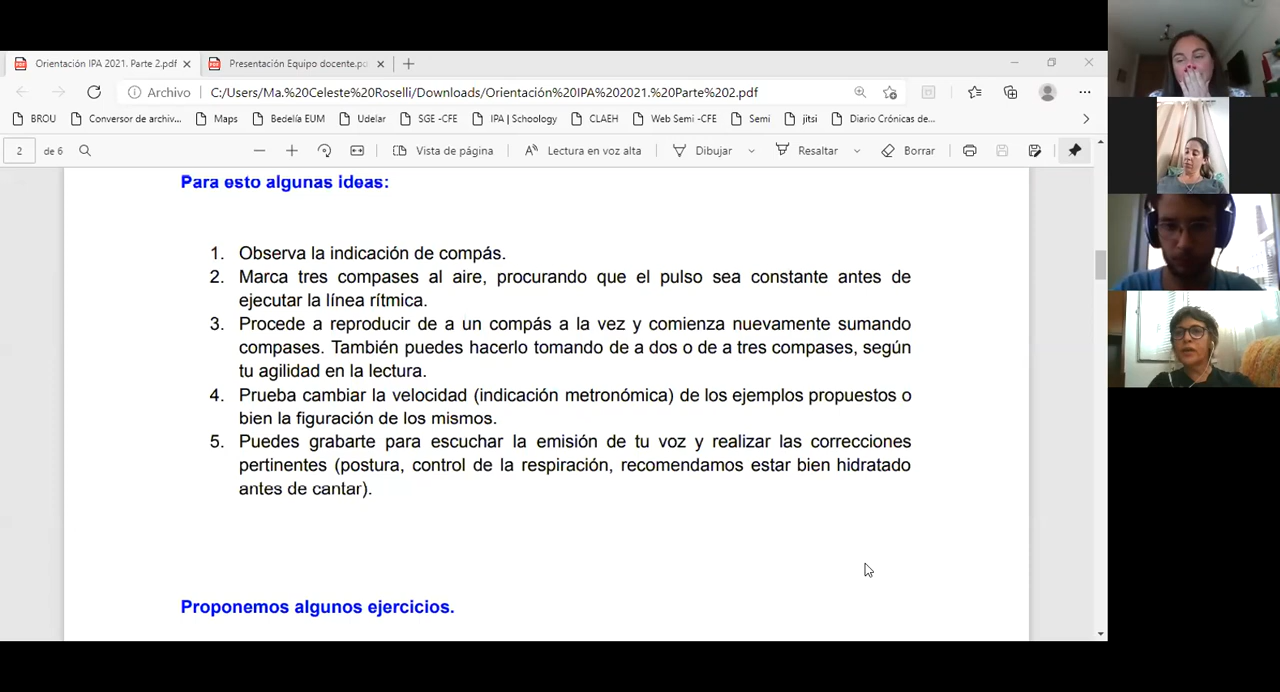 Orientación IPA 2021. Parte 2.pdf
Presentación Equipo docente.pdf
Archivo
C:/Users/Ma.%20Celeste%20Roselli/Downloads/Orientación%20IPA%202021.%20Parte%202.pdf
BROU
Conversor de archiv...
Maps
Bedelía EUM
Udelar
SGE -CFE
IPA | Schoology
CLAEH
Web Semi -CFE
Semi
jitsi
Diario Crónicas de...
2 de 6
Vista de página
Lectura en voz alta
Dibujar
Resaltar
Borrar
Para esto algunas ideas:
1. Observa la indicación de compás.
2. Marca tres compases al aire, procurando que el pulso sea constante antes de
ejecutar la línea rítmica.
3. Procede a reproducir de a un compás a la vez y comienza nuevamente sumando
compases. También puedes hacerlo tomando de a dos o de a tres compases, según
tu agilidad en la lectura.
4. Prueba cambiar la velocidad (indicación metronómica) de los ejemplos propuestos o
bien la figuración de los mismos.
5. Puedes grabarte para escuchar la emisión de tu voz y realizar las correcciones
pertinentes (postura, control de la respiración, recomendamos estar bien hidratado
antes de cantar).
Proponemos algunos ejercicios.